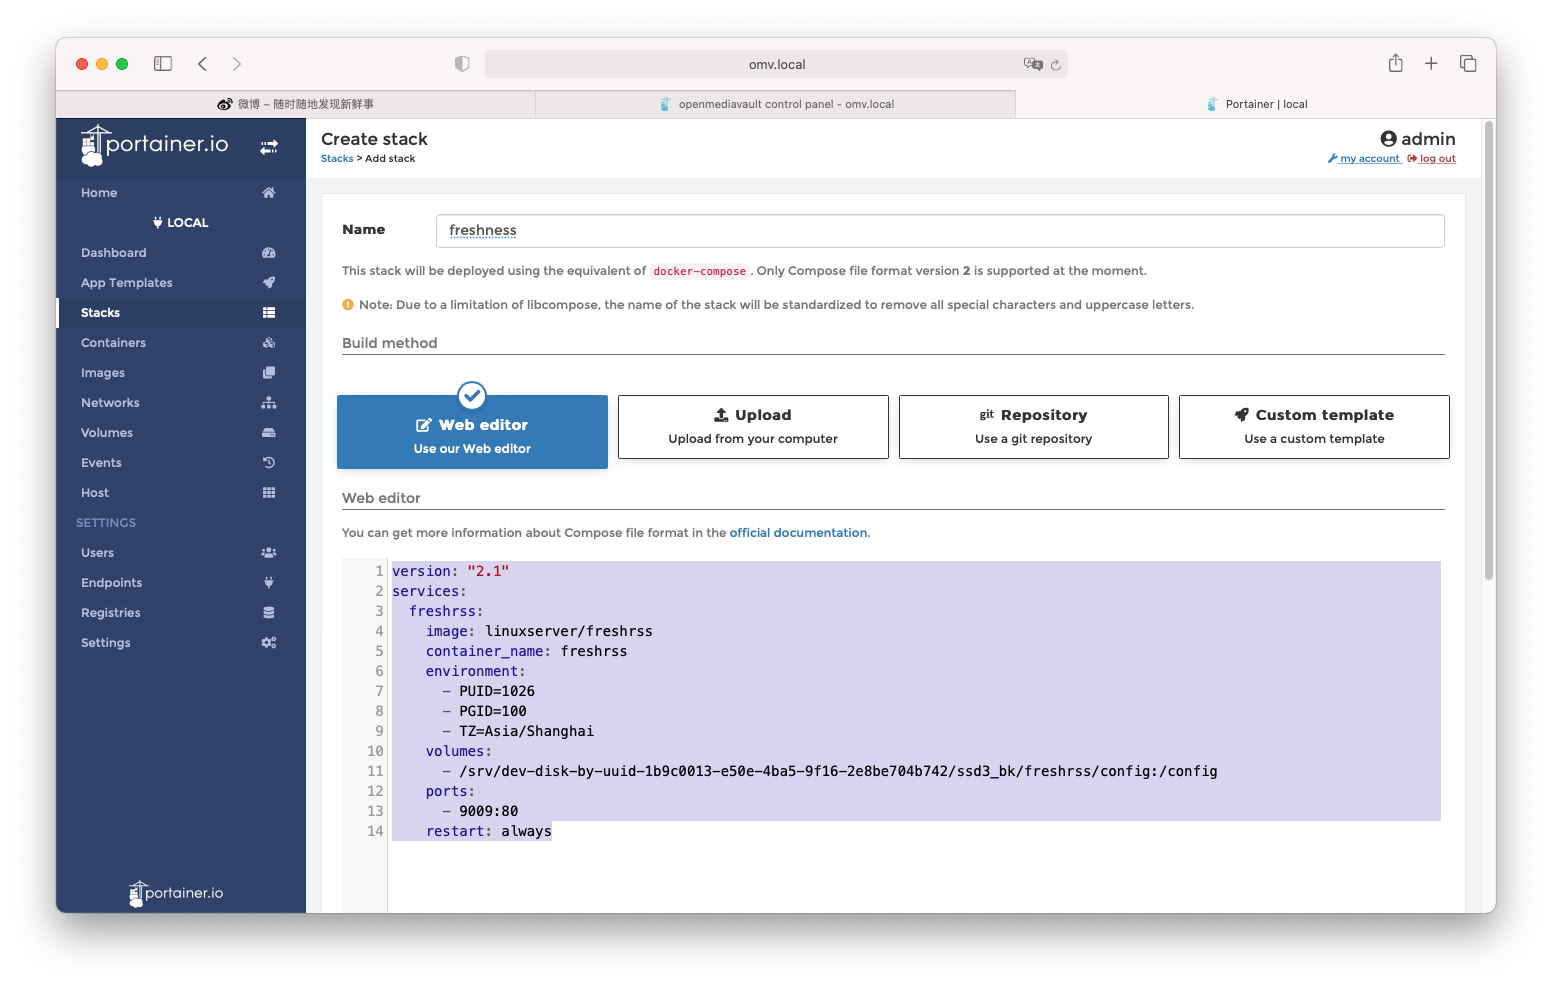 omv.local
微博 – 随时随地发现新鲜事
openmediavault control panel - omv.local
Portainer | local
portainer.io
Home
LOCAL
Dashboard
App Templates
Stacks
Containers
Images
Networks
Volumes
Events
Host
SETTINGS
Users
Endpoints
Registries
Settings
portainer.io
Create stack
Stacks > Add stack
admin
my account log out
Name freshness
This stack will be deployed using the equivalent of docker-compose. Only Compose file format version 2 is supported at the moment.
Note: Due to a limitation of libcompose, the name of the stack will be standardized to remove all special characters and uppercase letters.
Build method
Web editor
Use our Web editor
Upload
Upload from your computer
git Repository
Use a git repository
Custom template
Use a custom template
Web editor
You can get more information about Compose file format in the official documentation.
1 version: "2.1"
2 services:
3 freshrss:
4 image: linuxserver/freshrss
5 container_name: freshrss
6 environment:
7 - PUID=1026
8 - PGID=100
9 - TZ=Asia/Shanghai
10 volumes:
11 - /srv/dev-disk-by-uuid-1b9c0013-e50e-4ba5-9f16-2e8be704b742/ssd3_bk/freshrss/config:/config
12 ports:
13 - 9009:80
14 restart: always